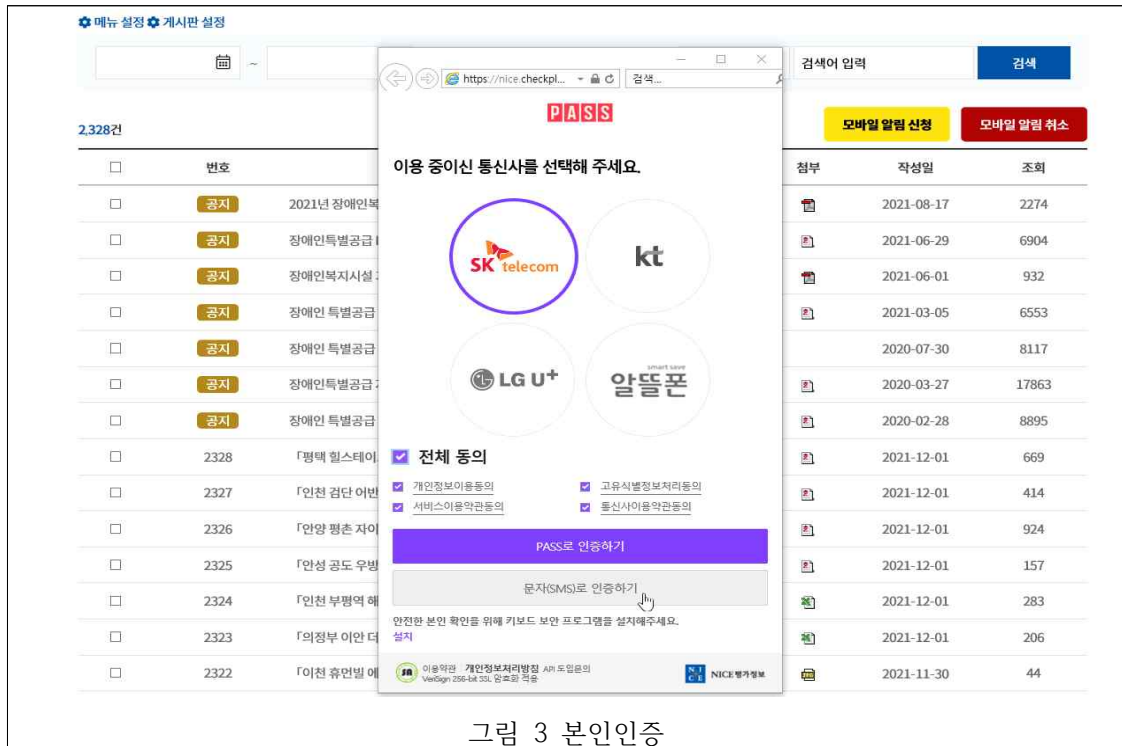 메뉴 설정 게시판 설정
~ 검색어 입력 검색
https://nice.checkpl... 검색...
PASS
2,328건 모바일 알림 신청 모바일 알림 취소
이용 중이신 통신사를 선택해 주세요.
번호 첨부 작성일 조회
공지 2021년 장애인복 2021-08-17 2274
공지 장애인특별공급 2021-06-29 6904
공지 장애인복지시설 2021-06-01 932
공지 장애인 특별공급 2021-03-05 6553
공지 장애인 특별공급 2020-07-30 8117
공지 장애인특별공급 2020-03-27 17863
공지 장애인 특별공급 2020-02-28 8895
SK telecom
kt
LG U+
smart save
알뜰폰
2328 「평택 힐스테이 2021-12-01 669
2327 「인천 검단 어반 2021-12-01 414
2326 「안양 평촌 자이 2021-12-01 924
2325 「안성 공도 우방 2021-12-01 157
2324 「인천 부평역 해 2021-12-01 283
2323 「의정부 이안 더 2021-12-01 206
2322 「이천 휴먼빌 에 2021-11-30 44
전체 동의
개인정보이용동의 고유식별정보처리동의
서비스이용약관동의 통신사이용약관동의
PASS로 인증하기
문자(SMS)로 인증하기
안전한 본인 확인을 위해 키보드 보안 프로그램을 설치해주세요.
설치
이용약관 개인정보처리방침 API 도입문의
VeriSign 256-bit SSL 암호화 적용
NICE NICE평가정보
그림 3 본인인증